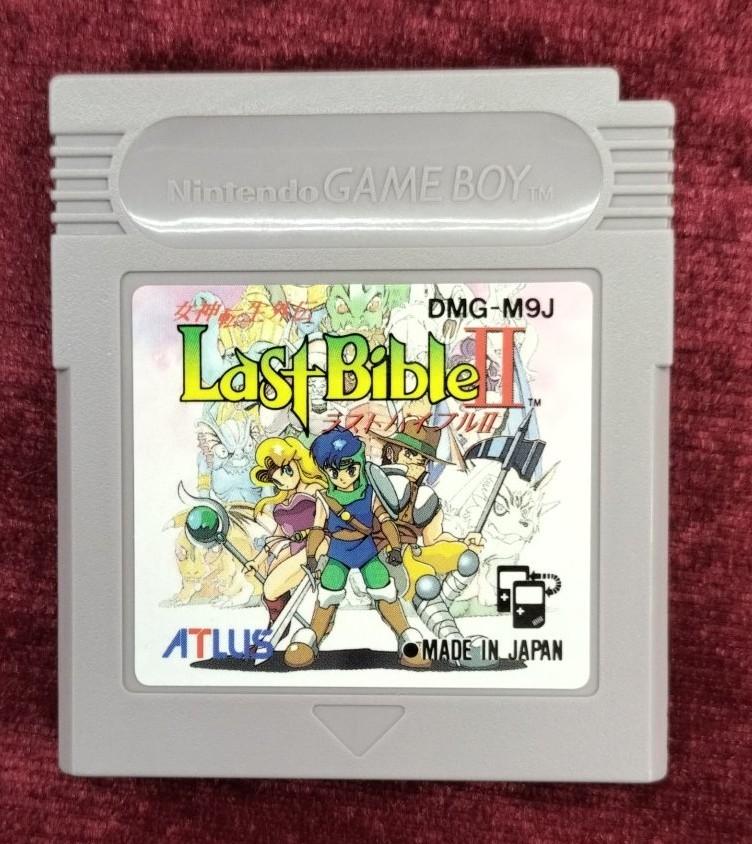 Nintendo GAME BOY TM
DMG-M9J
女神転生外伝
Last Bible II TM
ラストバイブルII
ATLUS
●MADE IN JAPAN